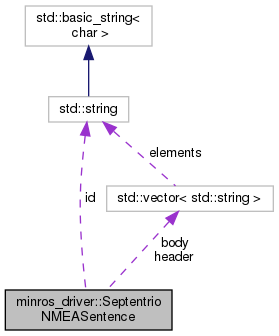 std::basic_string<
char >
std::string
elements
id
std::vector< std::string >
body
header
minros_driver::Septentrio
NMEASentence